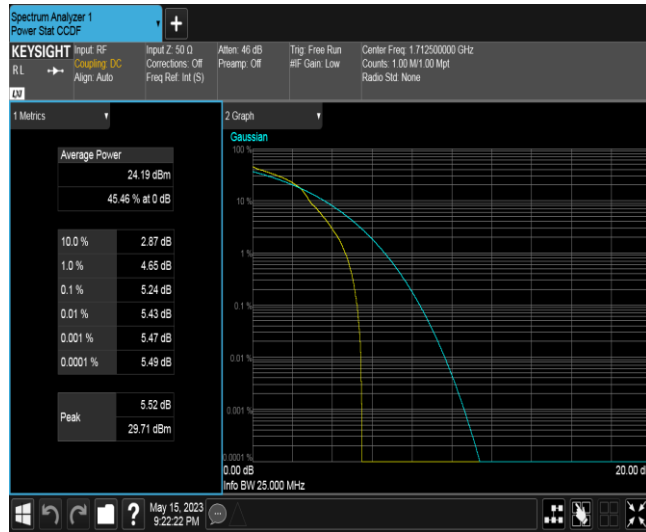 Spectrum Analyzer 1
Power Stat CCDF
KEYSIGHT
RL
LXI
Input: RF
Coupling: DC
Align: Auto
Input Z: 50 Ω
Corrections: Off
Freq Ref: Int (S)
Atten: 46 dB
Preamp: Off
Trig: Free Run
#IF Gain: Low
Center Freq: 1.712500000 GHz
Counts: 1.00 M/1.00 Mpt
Radio Std: None
1 Metrics
Average Power
24.19 dBm
45.46 % at 0 dB
10.0 % 2.87 dB
1.0 % 4.65 dB
0.1 % 5.24 dB
0.01 % 5.43 dB
0.001 % 5.47 dB
0.0001 % 5.49 dB
Peak
5.52 dB
29.71 dBm
2 Graph
Gaussian
100 %
10 %
1 %
0.1 %
0.01 %
0.001 %
0.0001 %
0.00 dB
20.00 d
Info BW 25.000 MHz
May 15, 2023
9:22:22 PM